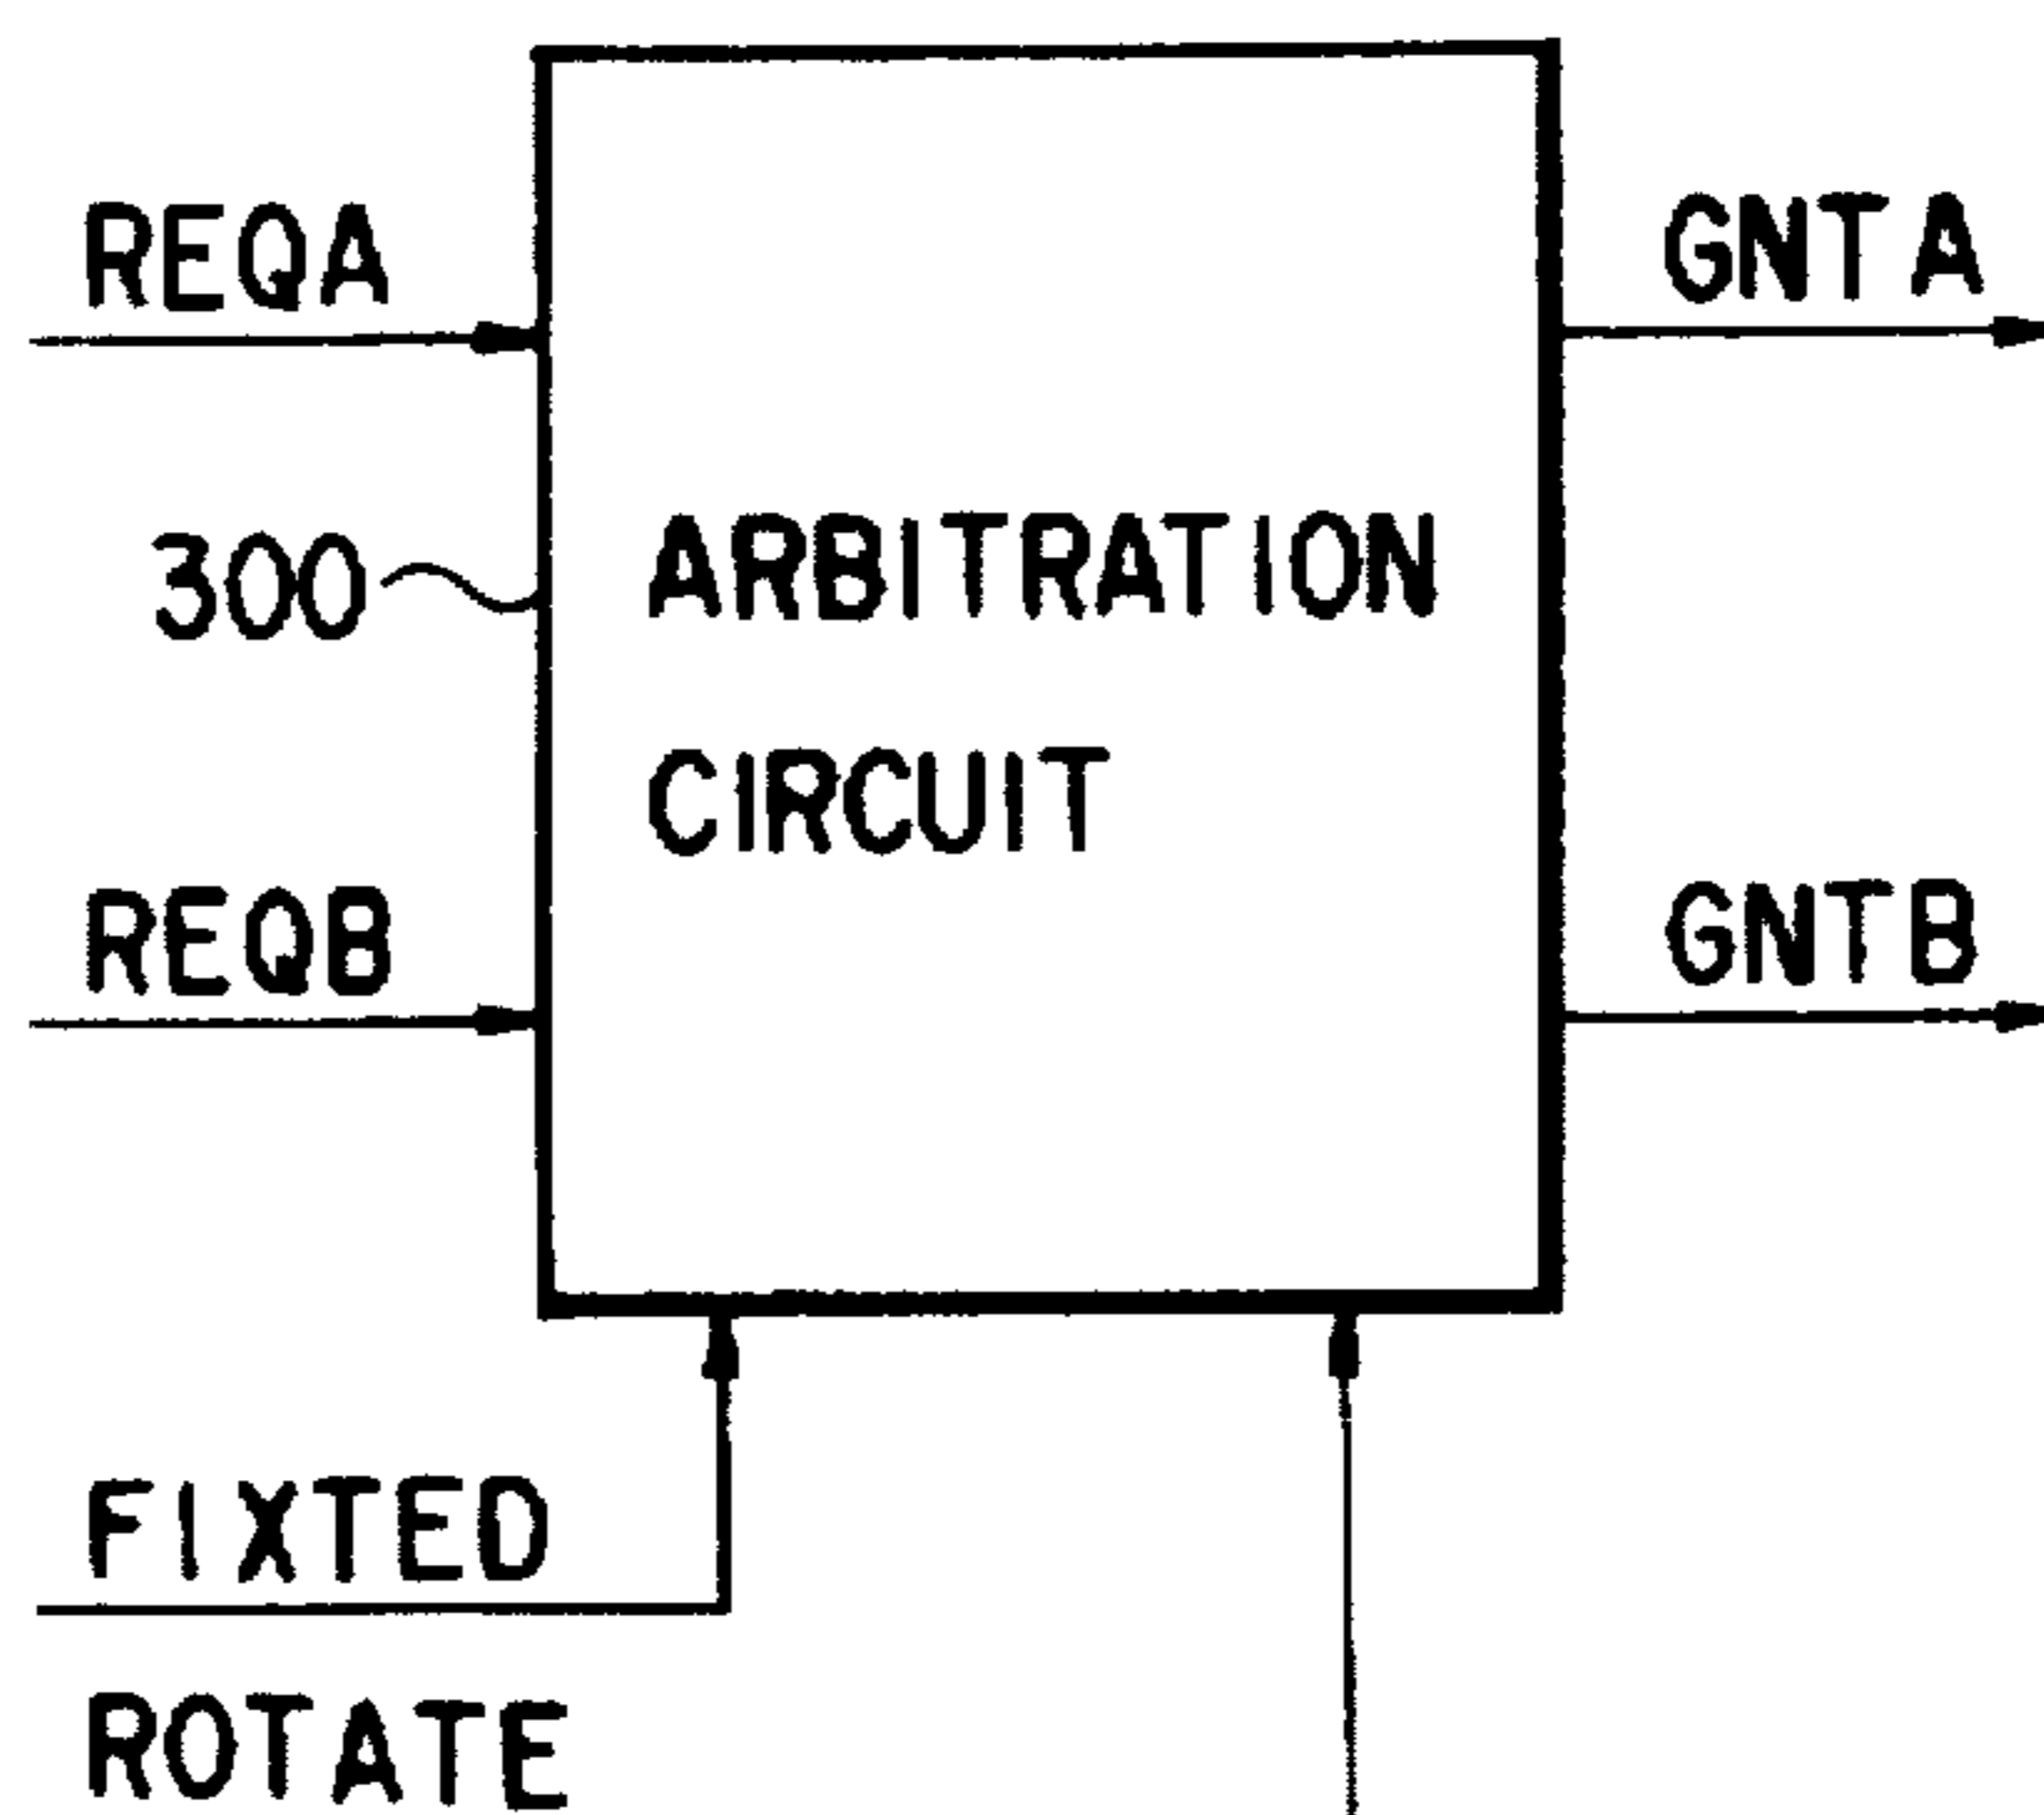 REQA
GNTA
300
ARBITRATION
CIRCUIT
REQB
GNTB
FIXTED
ROTATE